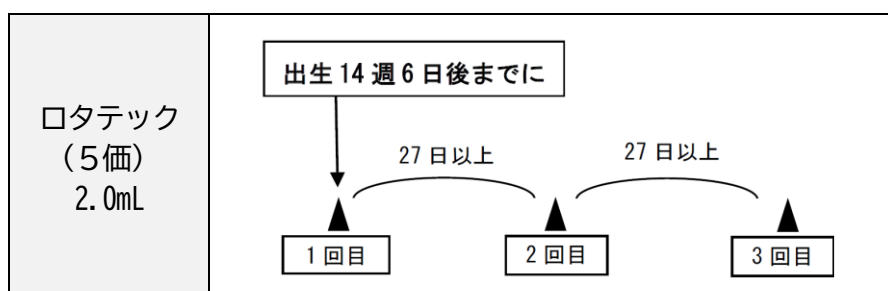 ロタテック
（５価）
2.0mL
出生14週6日後までに
27日以上
27日以上
1回目
2回目
3回目